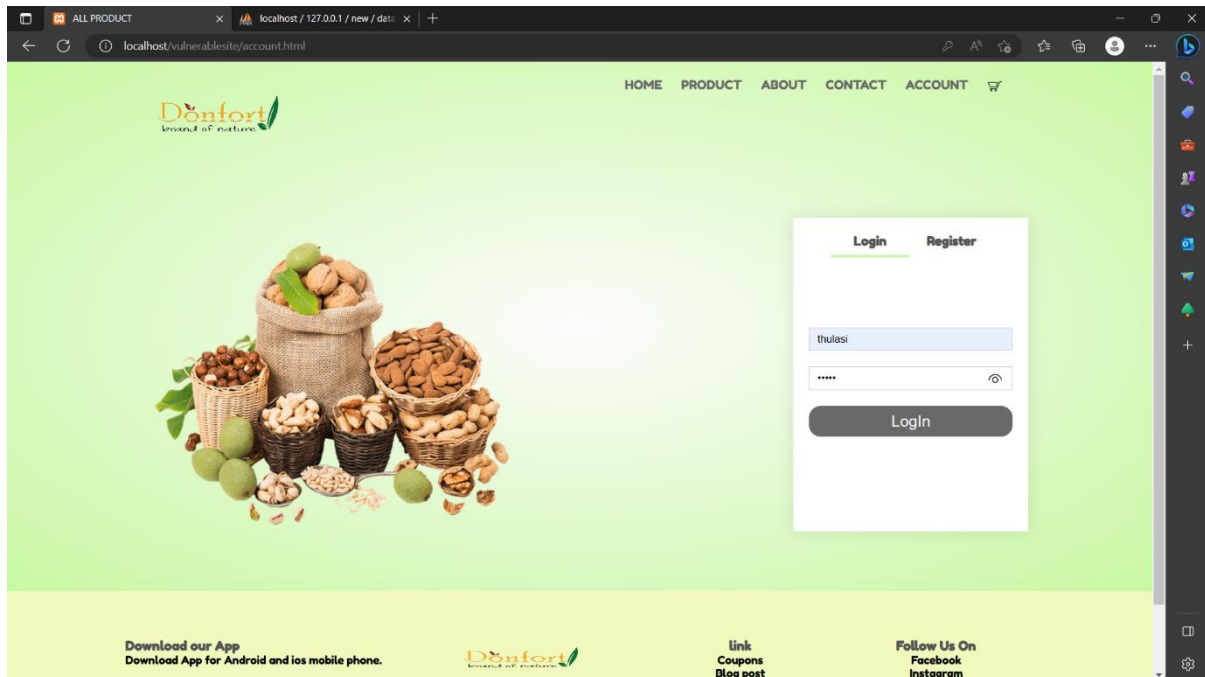 ALL PRODUCT
localhost / 127.0.0.1 / new / data
localhost/vulnerablesite/account.html
HOME PRODUCT ABOUT CONTACT ACCOUNT
Dönfort
brand of nature
Login Register
thulasi
•••••
LogIn
Download our App
Download App for Android and ios mobile phone.
Dönfort
brand of nature
link
Coupons
Blog post
Follow Us On
Facebook
Instagram